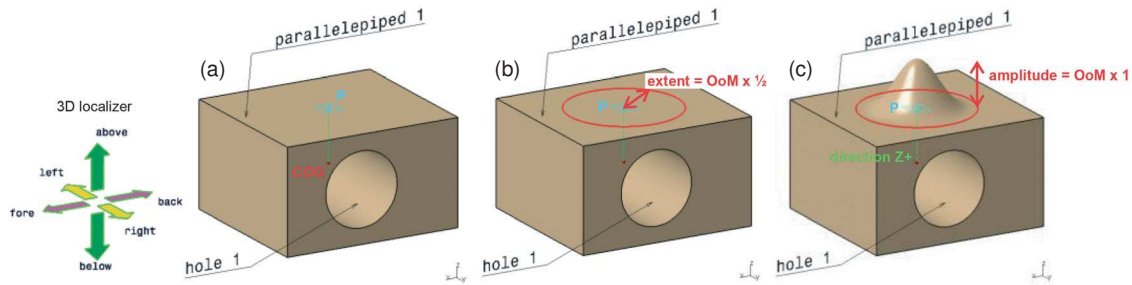 3D localizer
above
left
fore
back
right
below
(a)
parallelepiped 1
P
COG
hole 1
(b)
parallelepiped 1
extent = OoM x ½
P
hole 1
(c)
parallelepiped 1
amplitude = OoM x 1
P
direction Z+
hole 1